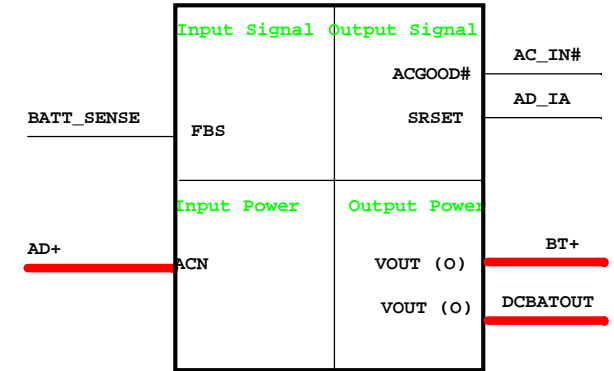 Input Signal Output Signal
AC_IN#
ACGOOD#
AD_IA
BATT_SENSE
SRSET
FBS
Input Power Output Power
AD+
BT+
ACN
VOUT (O)
DCBATOUT
VOUT (O)